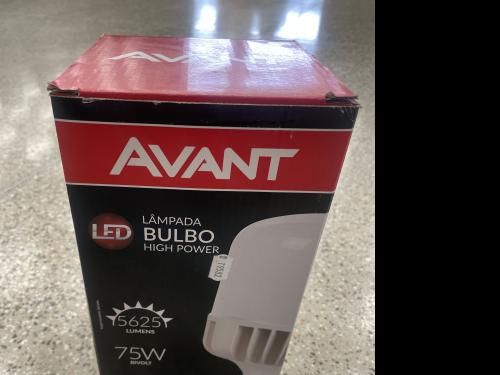 AVANT
AVANT
LED
LÂMPADA
BULBO
HIGH POWER
5625
LUMENS
75W
BIVOLT